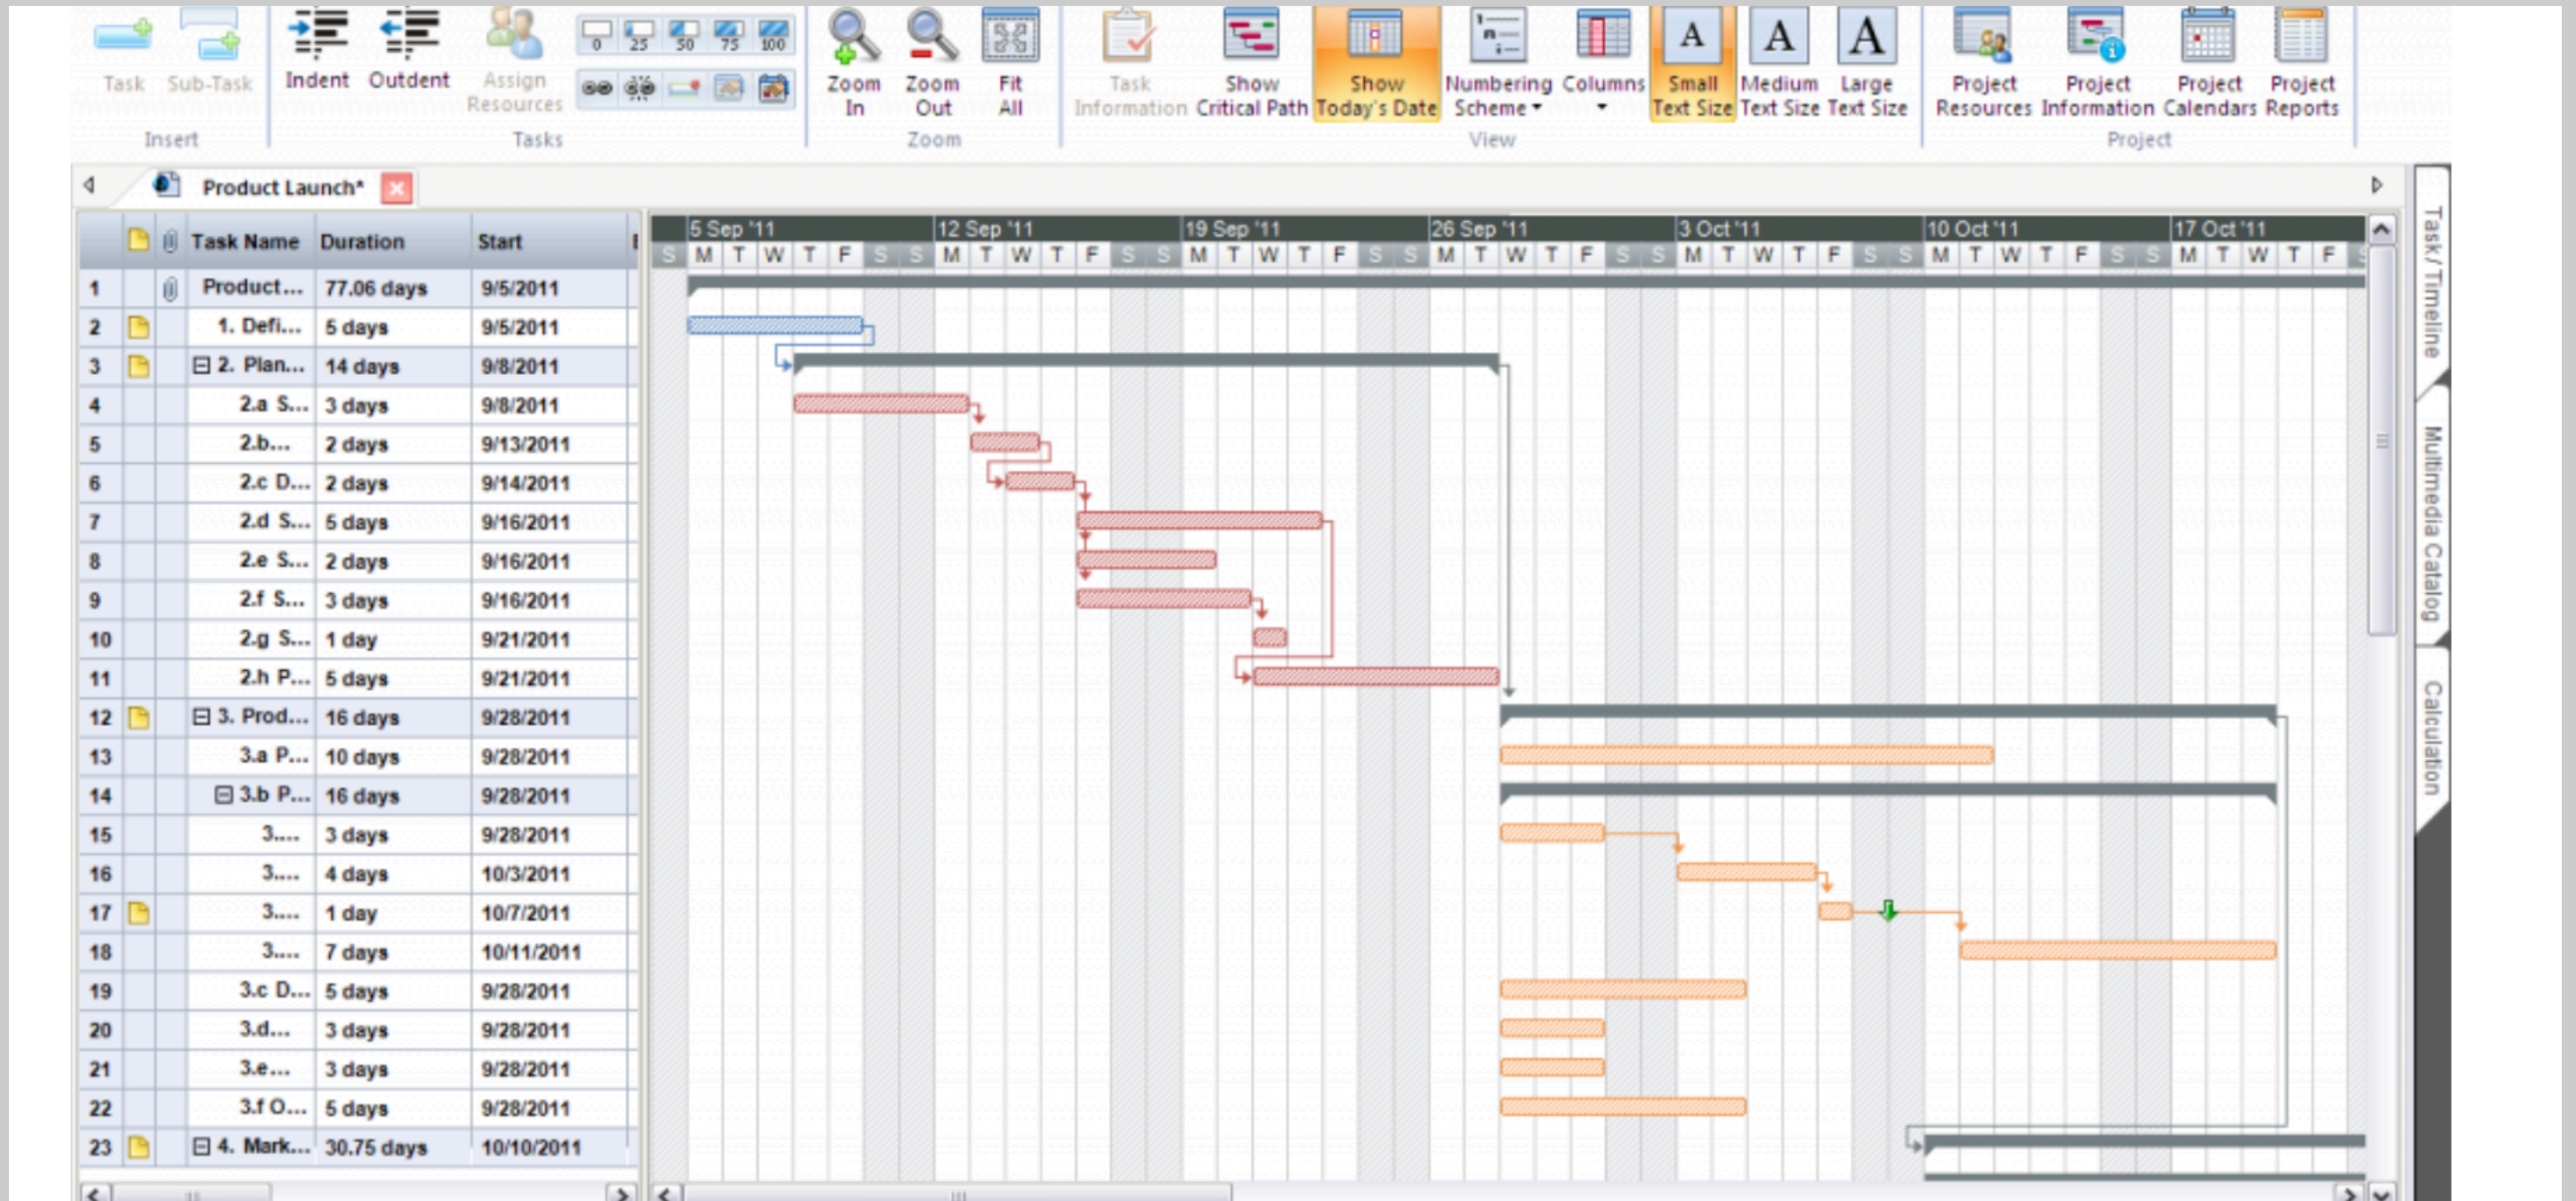 0 25 50 75 100
Task Sub-Task Indent Outdent Assign Resources
Zoom In Zoom Out Fit All
Task Information Show Critical Path Show Today's Date Numbering Scheme Columns Small Text Size Medium Text Size Large Text Size
Project Resources Project Information Project Calendars Project Reports
Insert Tasks Zoom View Project
Product Launch*
Task Name Duration Start
5 Sep '11 12 Sep '11 19 Sep '11 26 Sep '11 3 Oct '11 10 Oct '11 17 Oct '11
S M T W T F S S M T W T F S S M T W T F S S M T W T F S S M T W T F S S M T W T F S S M T W T F S
1 Product... 77.06 days 9/5/2011
2 1. Defi... 5 days 9/5/2011
3 2. Plan... 14 days 9/8/2011
4 2.a S... 3 days 9/8/2011
5 2.b... 2 days 9/13/2011
6 2.c D... 2 days 9/14/2011
7 2.d S... 5 days 9/16/2011
8 2.e S... 2 days 9/16/2011
9 2.f S... 3 days 9/16/2011
10 2.g S... 1 day 9/21/2011
11 2.h P... 5 days 9/21/2011
12 3. Prod... 16 days 9/28/2011
13 3.a P... 10 days 9/28/2011
14 3.b P... 16 days 9/28/2011
15 3.... 3 days 9/28/2011
16 3.... 4 days 10/3/2011
17 3.... 1 day 10/7/2011
18 3.... 7 days 10/11/2011
19 3.c D... 5 days 9/28/2011
20 3.d... 3 days 9/28/2011
21 3.e... 3 days 9/28/2011
22 3.f O... 5 days 9/28/2011
23 4. Mark... 30.75 days 10/10/2011
Task/Timeline
Multimedia Catalog
Calculation